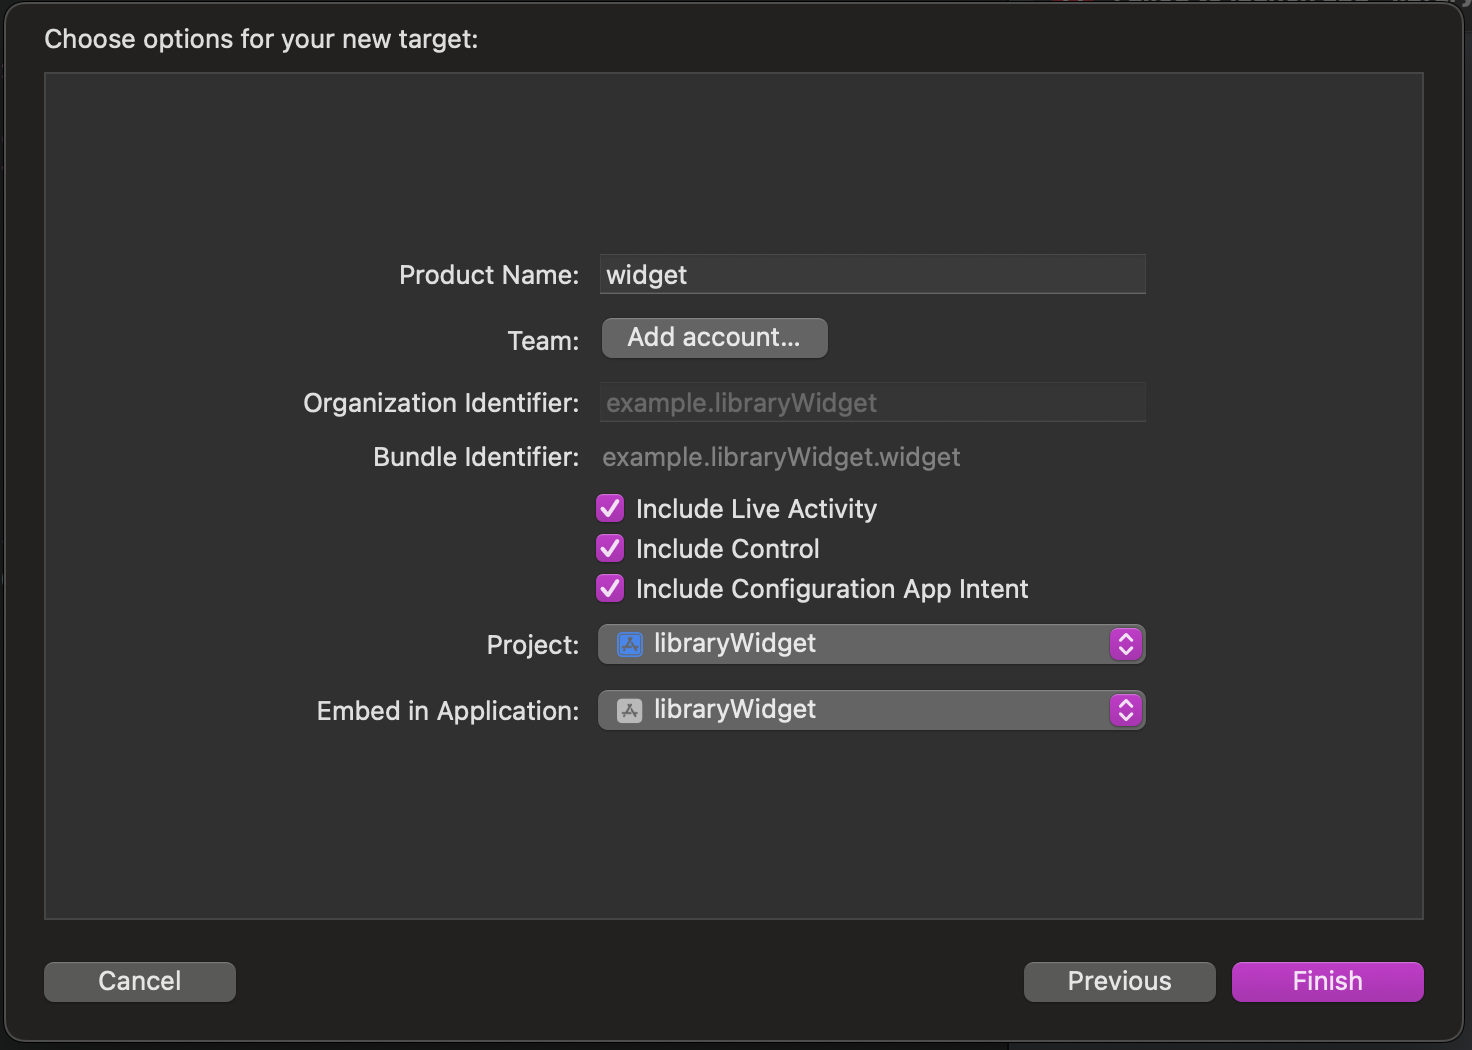 Choose options for your new target:
Product Name: widget
Team: Add account...
Organization Identifier: example.libraryWidget
Bundle Identifier: example.libraryWidget.widget
Include Live Activity
Include Control
Include Configuration App Intent
Project: libraryWidget
Embed in Application: libraryWidget
Cancel Previous Finish